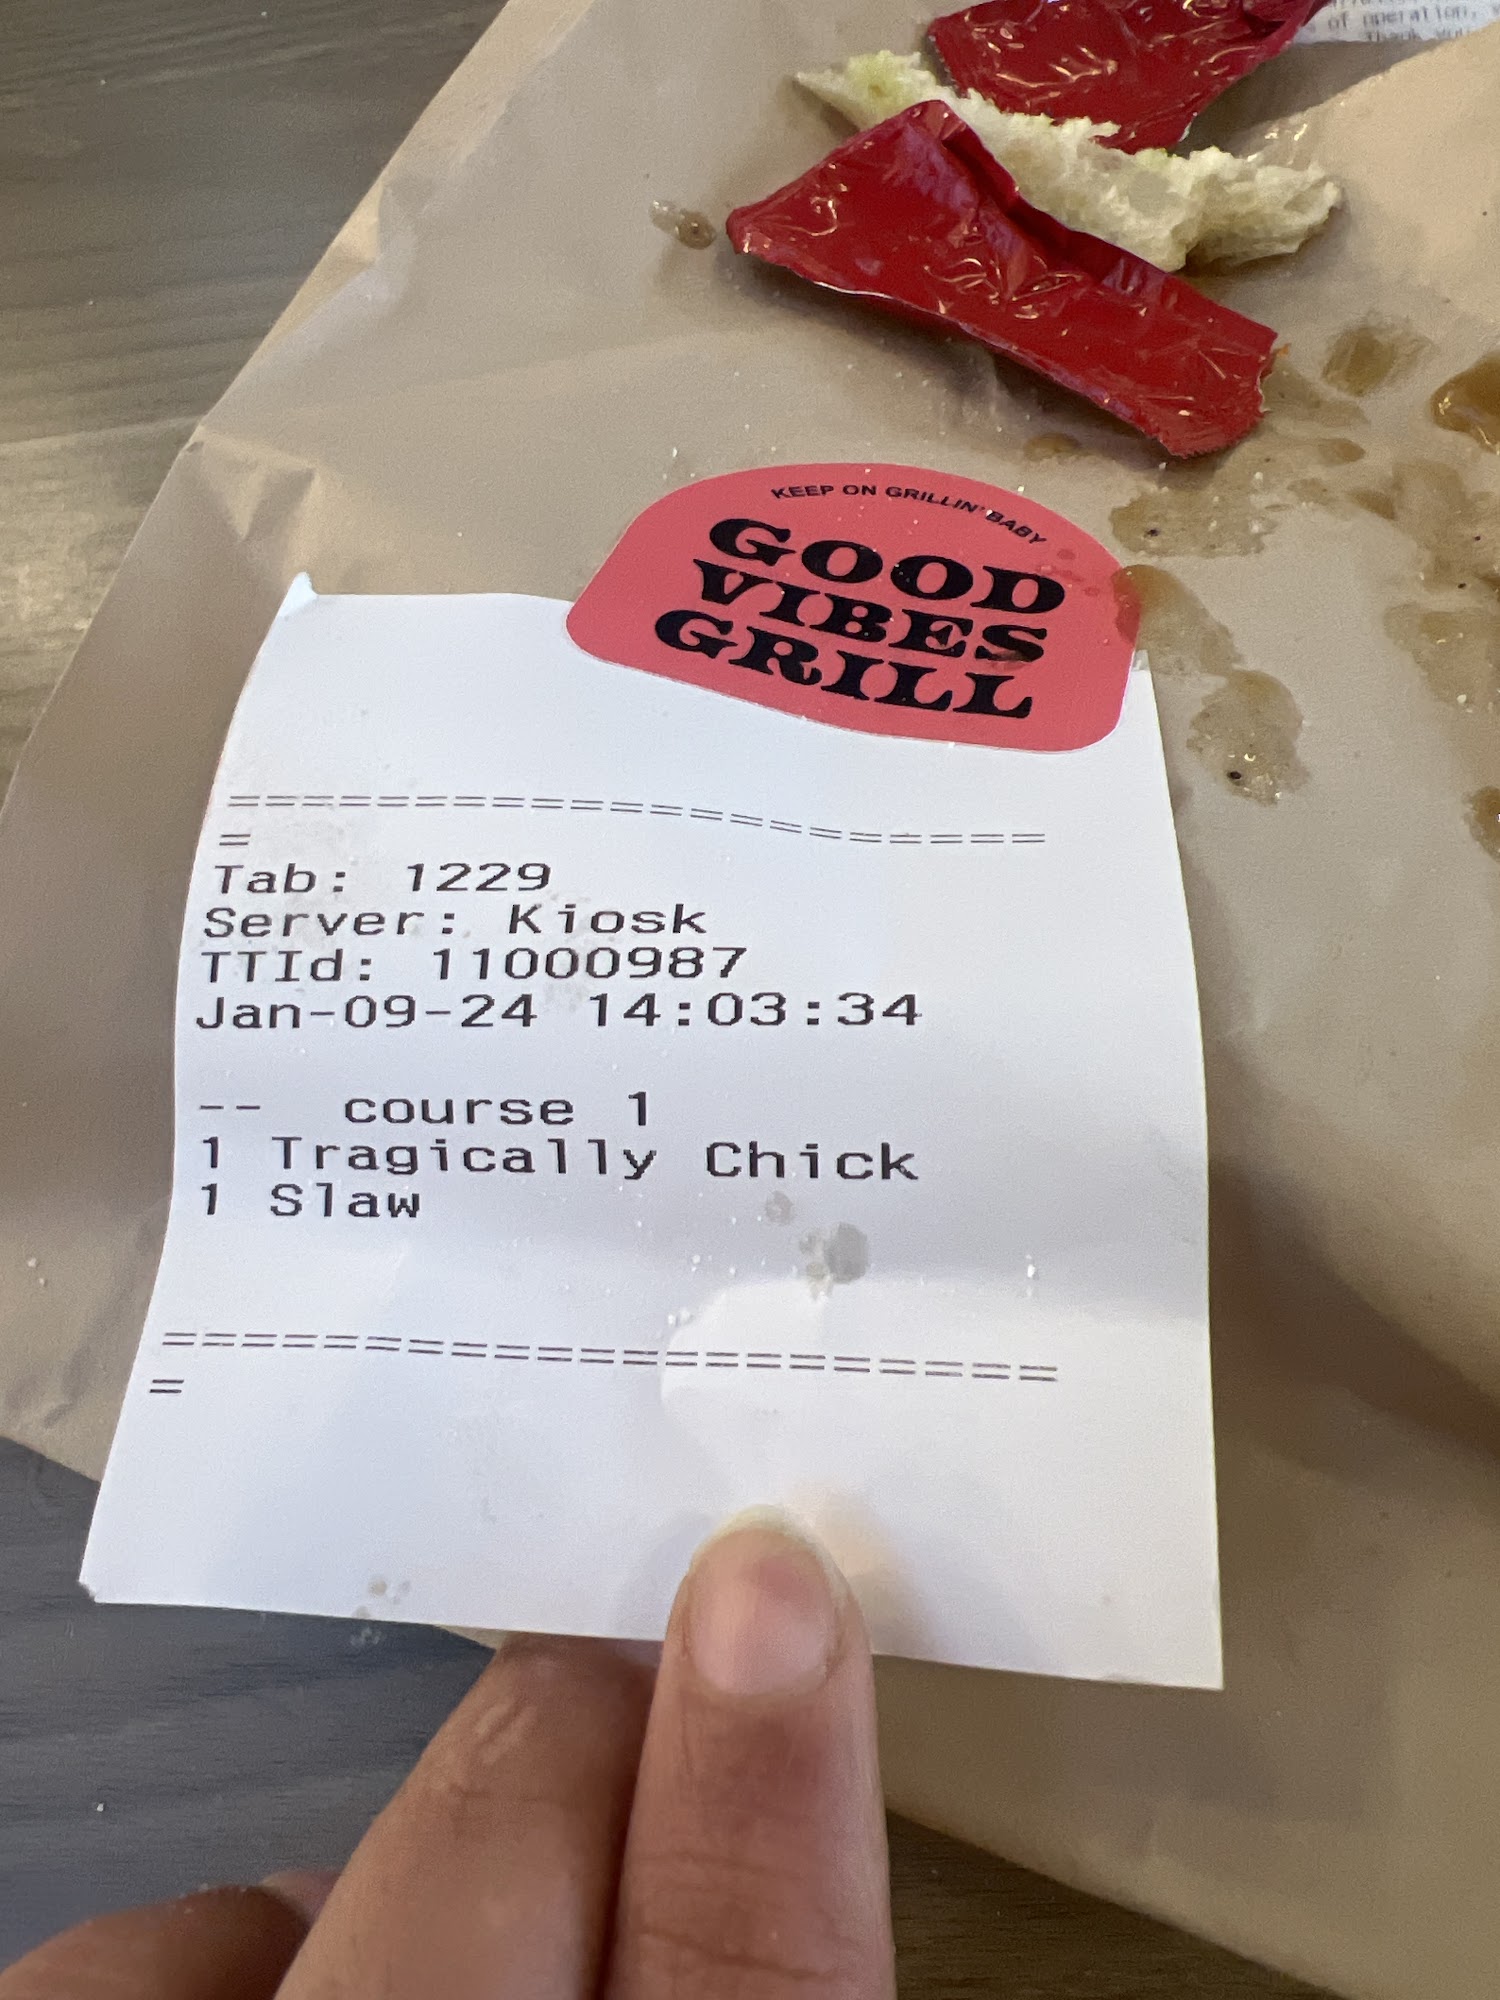 of operation,
Thank you
KEEP ON GRILLIN' BABY
GOOD
VIBES
GRILL
======================
=
Tab: 1229
Server: Kiosk
TTId: 11000987
Jan-09-24 14:03:34
-- course 1
1 Tragically Chick
1 Slaw
======================
=